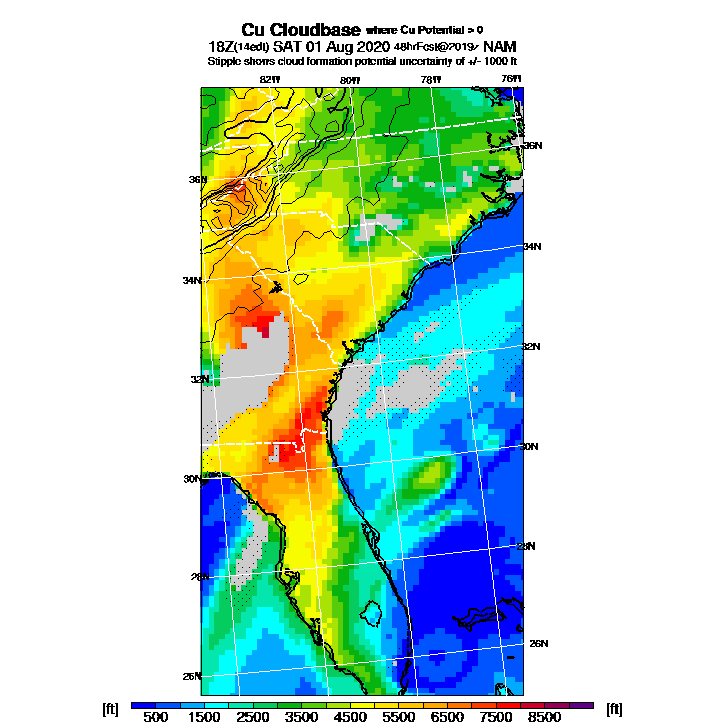 Cu Cloudbase where Cu Potential > 0
18Z(14edt) SAT 01 Aug 2020 48hrFcst@2019z NAM
Stipple shows cloud formation potential uncertainty of +/- 1000 ft
82W 80W 78W 76W
36N
36N
34N
34N
32N
32N
30N
30N
28N
28N
26N
26N
[ft] 500 1500 2500 3500 4500 5500 6500 7500 8500 [ft]